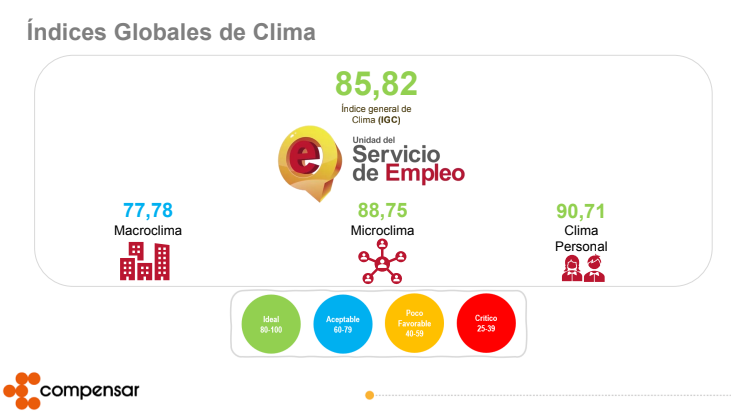 Índices Globales de Clima
85,82
Índice general de
Clima (IGC)
e
Unidad del
Servicio
de Empleo
77,78
Macroclima
88,75
Microclima
90,71
Clima
Personal
Ideal
80-100
Aceptable
60-79
Poco
Favorable
40-59
Critico
25-39
compensar